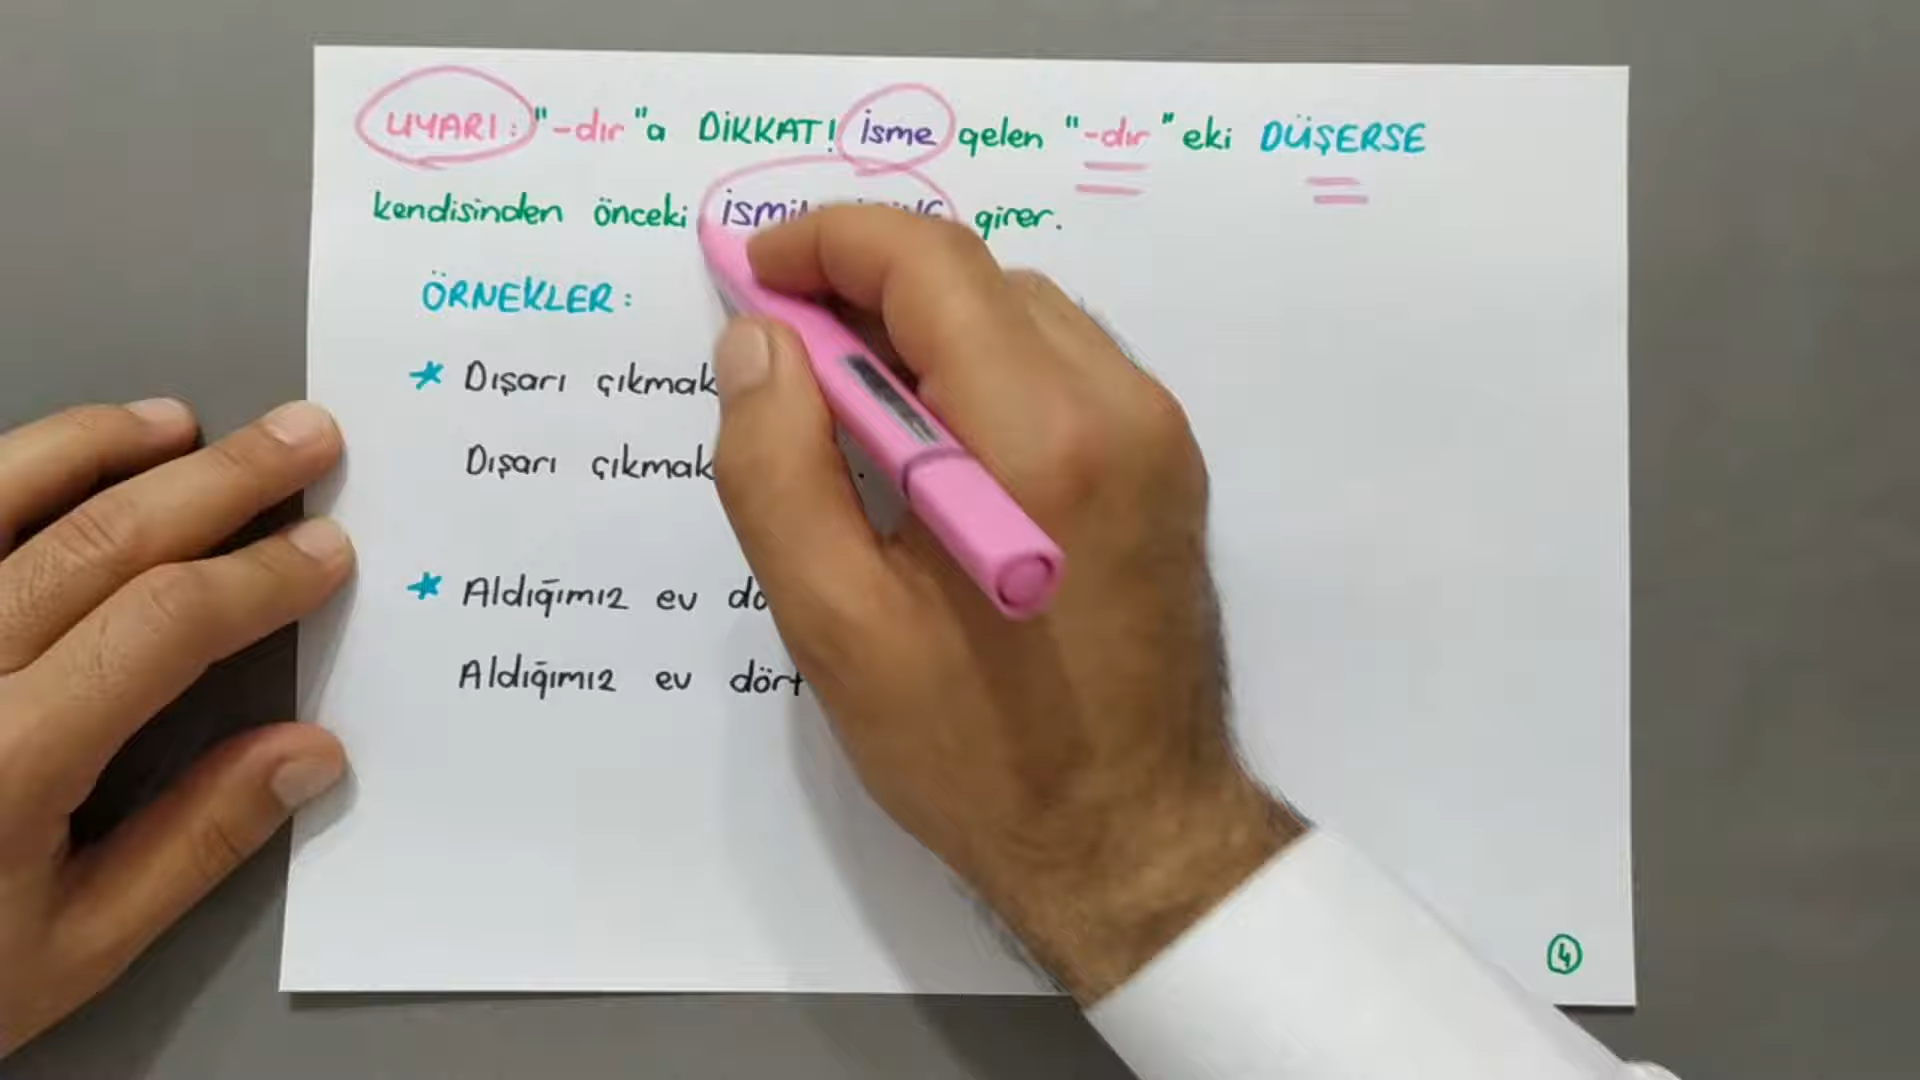 UYARI: "-dır"a DİKKAT! İsme gelen "-dır" eki DÜŞERSE
kendisinden önceki girer.
ÖRNEKLER:
* Dışarı çıkmak
Dışarı çıkmak
* Aldığımız ev
Aldığımız ev dört
4